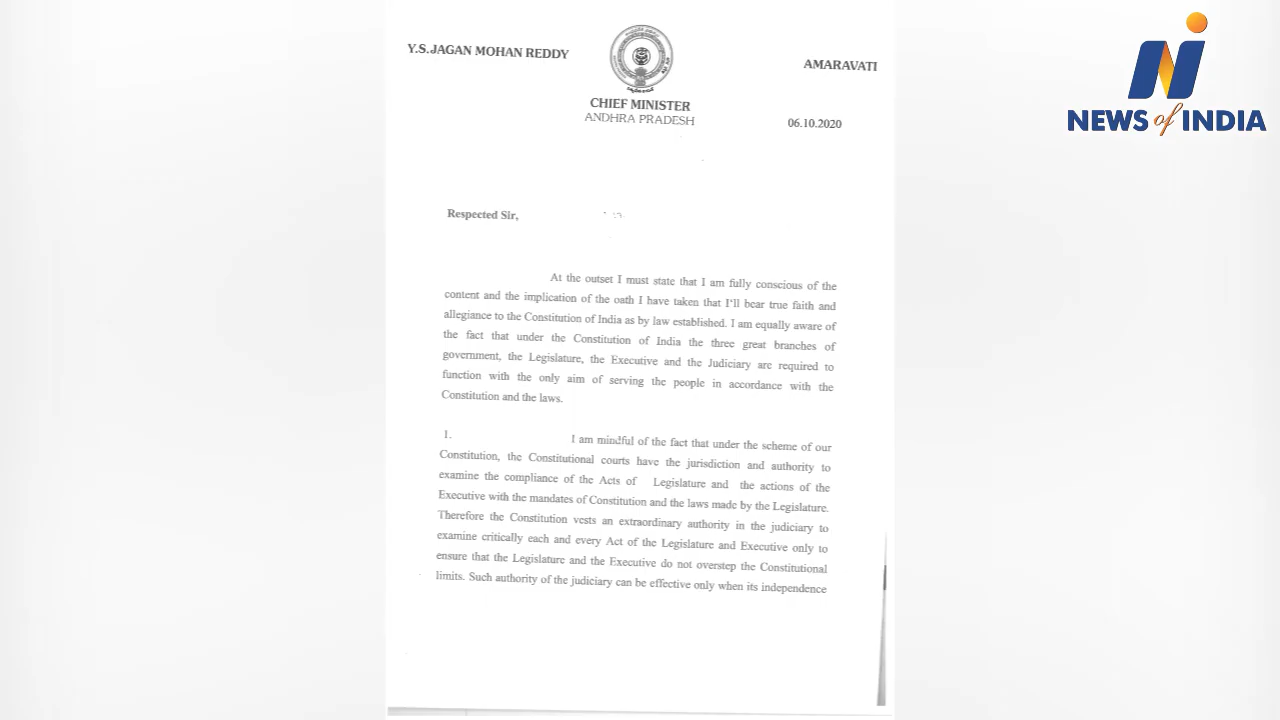 Y.S.JAGAN MOHAN REDDY
AMARAVATI
CHIEF MINISTER
ANDHRA PRADESH
06.10.2020
NEWS of INDIA
Respected Sir,
At the outset I must state that I am fully conscious of the
content and the implication of the oath I have taken that I'll bear true faith and
allegiance to the Constitution of India as by law established. I am equally aware of
the fact that under the Constitution of India the three great branches of
government, the Legislature, the Executive and the Judiciary are required to
function with the only aim of serving the people in accordance with the
Constitution and the laws.
1. I am mindful of the fact that under the scheme of our
Constitution, the Constitutional courts have the jurisdiction and authority to
examine the compliance of the Acts of Legislature and the actions of the
Executive with the mandates of Constitution and the laws made by the Legislature.
Therefore the Constitution vests an extraordinary authority in the judiciary to
examine critically each and every Act of the Legislature and Executive only to
ensure that the Legislature and the Executive do not overstep the Constitutional
limits. Such authority of the judiciary can be effective only when its independence